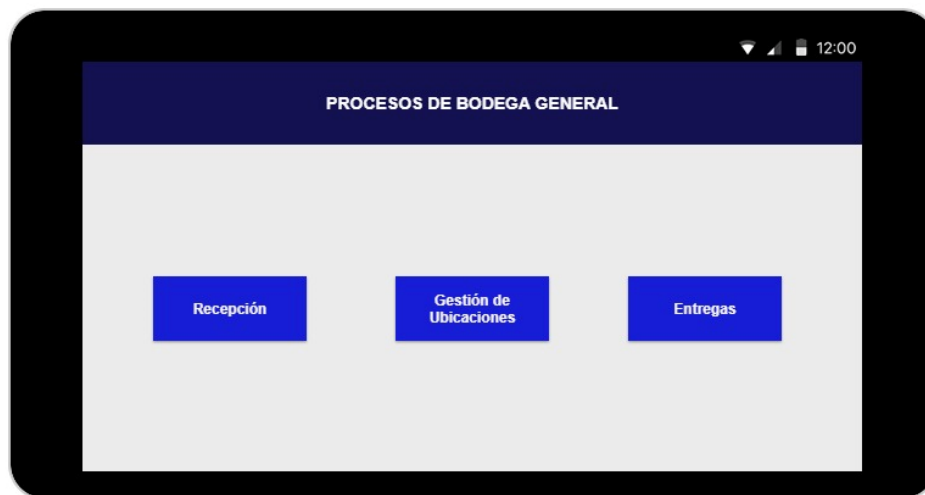 12:00
PROCESOS DE BODEGA GENERAL
Recepción
Gestión de
Ubicaciones
Entregas